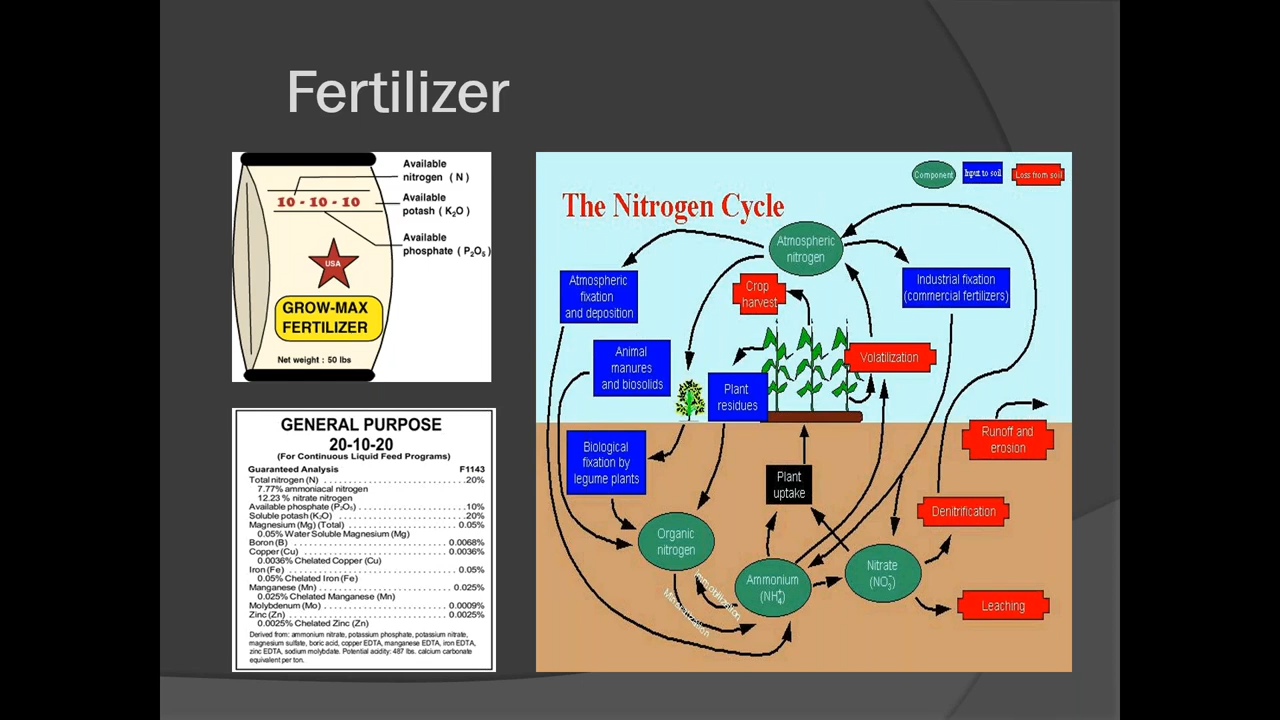 Fertilizer
Available
nitrogen ( N )
10 - 10 - 10
Available
potash ( K₂O )
Available
phosphate ( P₂O₅ )
USA
GROW-MAX
FERTILIZER
Net weight : 50 lbs
GENERAL PURPOSE
20-10-20
(For Continuous Liquid Feed Programs)
Guaranteed Analysis F1143
Total nitrogen (N) . . . . . . . . . . . . . . . . . . . . . 20%
7.77% ammoniacal nitrogen
12.23 % nitrate nitrogen
Available phosphate (P₂O₅) . . . . . . . . . . . . . . . . 10%
Soluble potash (K₂O) . . . . . . . . . . . . . . . . . . . 20%
Magnesium (Mg) (Total) . . . . . . . . . . . . . . . . 0.05%
0.05% Water Soluble Magnesium (Mg)
Boron (B) . . . . . . . . . . . . . . . . . . . . . . . . 0.0068%
Copper (Cu) . . . . . . . . . . . . . . . . . . . . . . 0.0036%
0.0036% Chelated Copper (Cu)
Iron (Fe) . . . . . . . . . . . . . . . . . . . . . . . . . 0.05%
0.05% Chelated Iron (Fe)
Manganese (Mn) . . . . . . . . . . . . . . . . . . . 0.025%
0.025% Chelated Manganese (Mn)
Molybdenum (Mo) . . . . . . . . . . . . . . . . . . 0.0009%
Zinc (Zn) . . . . . . . . . . . . . . . . . . . . . . . . 0.0025%
0.0025% Chelated Zinc (Zn)
Derived from: ammonium nitrate, potassium phosphate, potassium nitrate,
magnesium sulfate, boric acid, copper EDTA, manganese EDTA, iron EDTA,
zinc EDTA, sodium molybdate. Potential acidity: 487 lbs. calcium carbonate
equivalent per ton.
Component
Input to soil
Loss from soil
The Nitrogen Cycle
Atmospheric
nitrogen
Atmospheric
fixation
and deposition
Crop
harvest
Industrial fixation
(commercial fertilizers)
Animal
manures
and biosolids
Plant
residues
Volatilization
Runoff and
erosion
Biological
fixation by
legume plants
Plant
uptake
Denitrification
Organic
nitrogen
Ammonium
(NH₄⁺)
Nitrate
(NO₃⁻)
Immobilization
Mineralization
Leaching